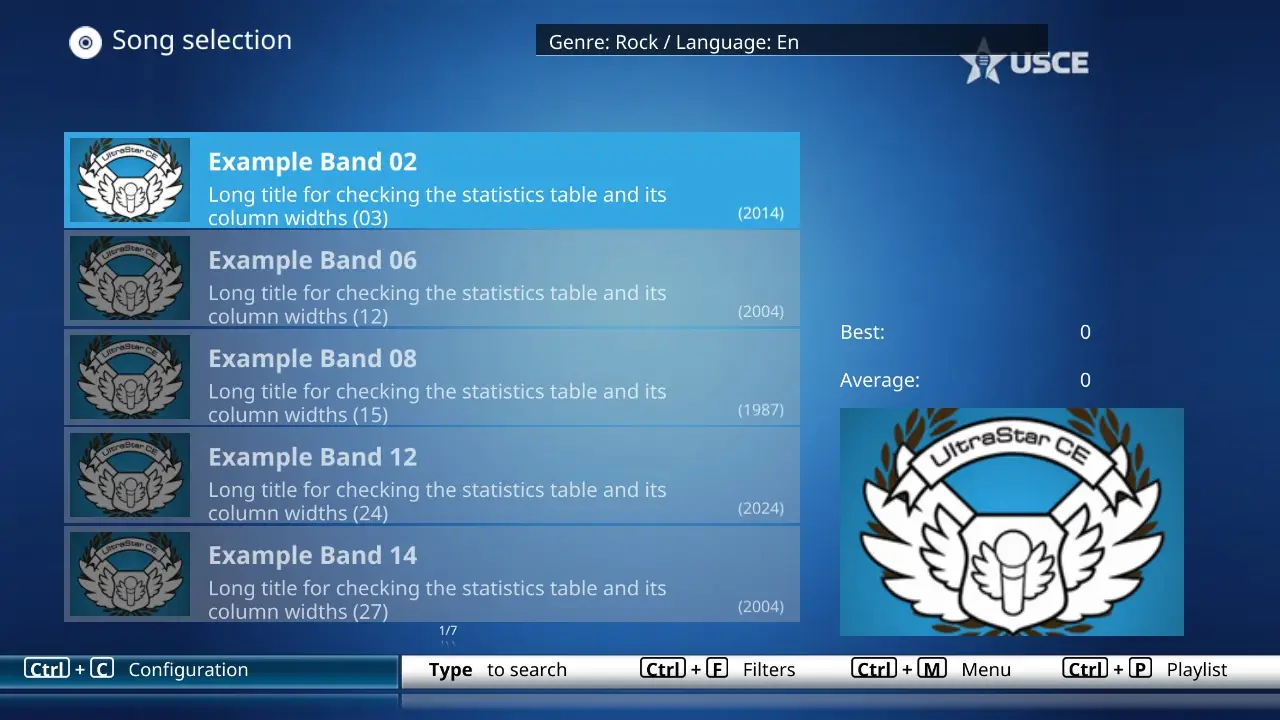 Song selection
Genre: Rock / Language: En
USCE
UltraStar CE
Example Band 02
Long title for checking the statistics table and its
column widths (03)
(2014)
UltraStar CE
Example Band 06
Long title for checking the statistics table and its
column widths (12)
(2004)
UltraStar CE
Example Band 08
Long title for checking the statistics table and its
column widths (15)
(1987)
UltraStar CE
Example Band 12
Long title for checking the statistics table and its
column widths (24)
(2024)
UltraStar CE
Example Band 14
Long title for checking the statistics table and its
column widths (27)
(2004)
1/7
Best: 0
Average: 0
UltraStar CE
Ctrl + C Configuration
Type to search
Ctrl + F Filters
Ctrl + M Menu
Ctrl + P Playlist